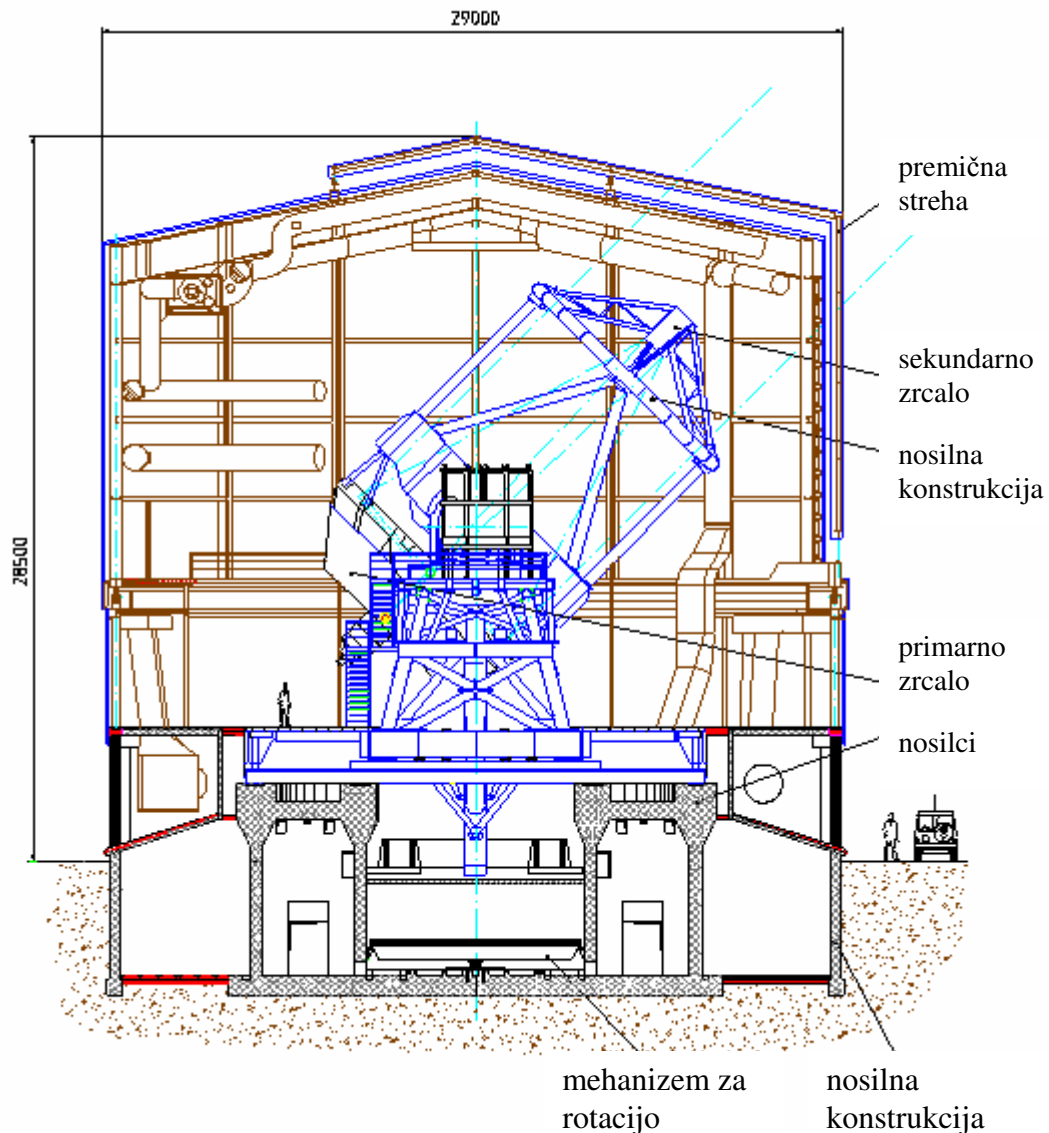 29000
premična
streha
sekundarno
zrcalo
nosilna
konstrukcija
28500
primarno
zrcalo
nosilci
mehanizem za
rotacijo
nosilna
konstrukcija